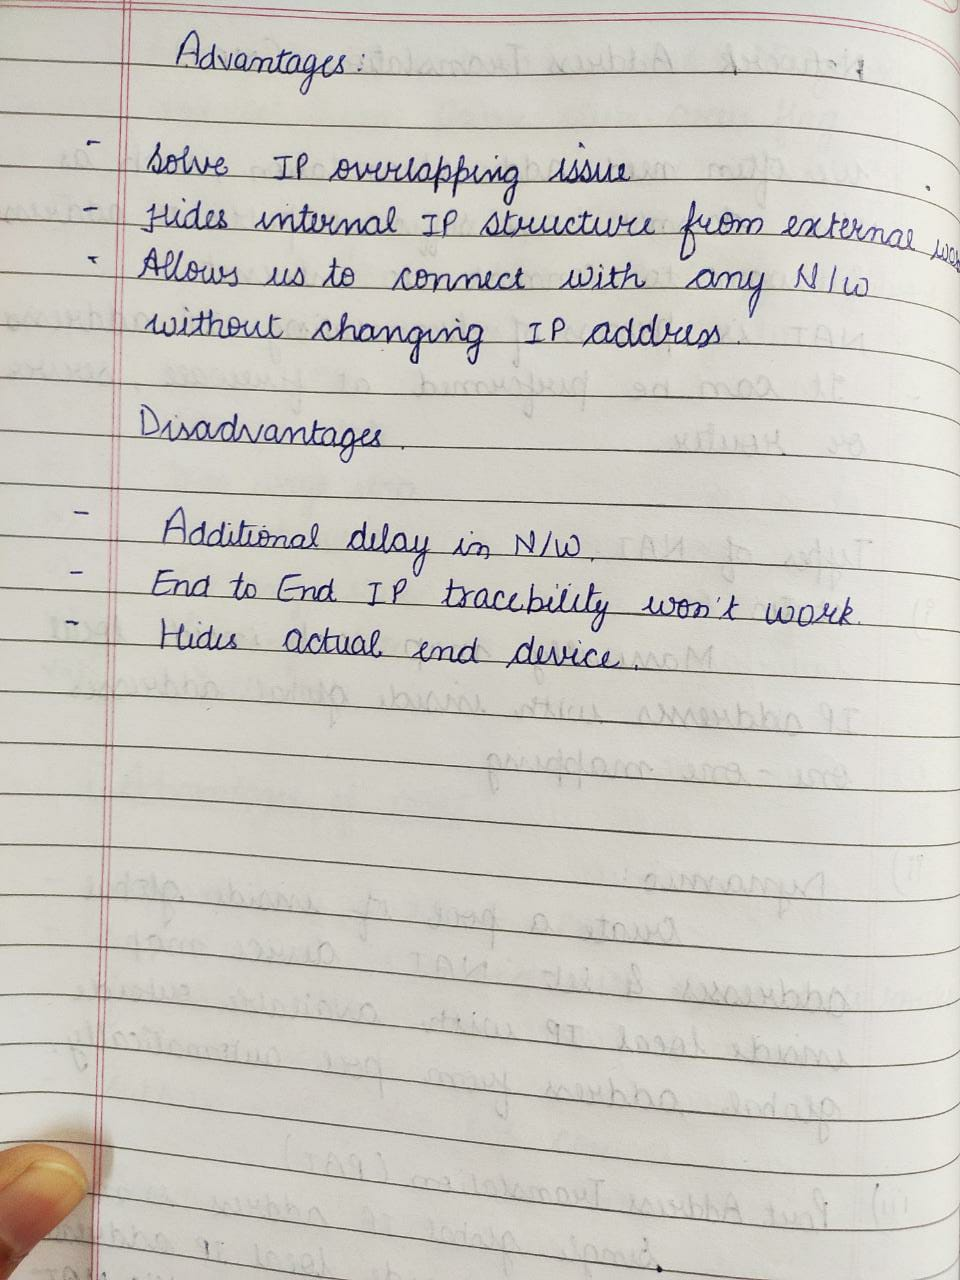 Advantages:
- Solve IP overlapping issue
- Hides internal IP structure from external
- Allows us to connect with any N/W
without changing IP address.
Disadvantages.
- Additional delay in N/W.
- End to End IP tracebility won't work.
- Hides actual end device.